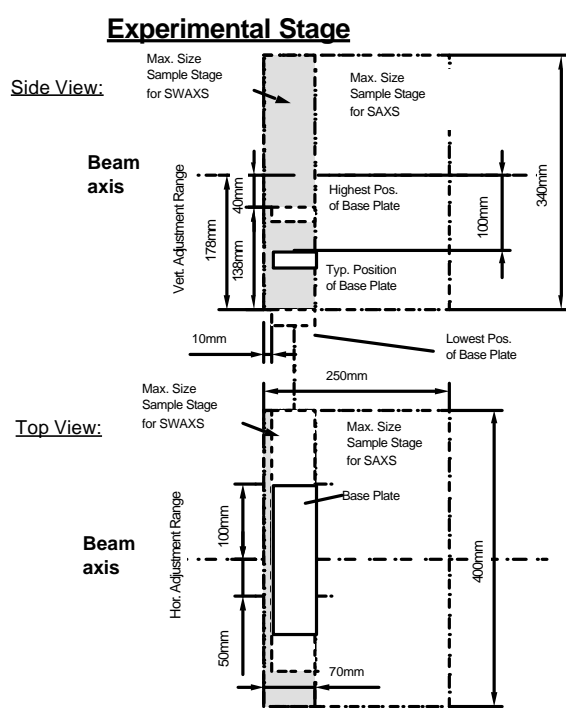 Experimental Stage
Max. Size
Sample Stage
for SWAXS
Max. Size
Sample Stage
for SAXS
Side View:
Beam
axis
Vert. Adjustment Range
178mm
40mm
138mm
Highest Pos.
of Base Plate
100mm
340mm
Typ. Position
of Base Plate
10mm
Lowest Pos.
of Base Plate
250mm
Max. Size
Sample Stage
for SWAXS
Max. Size
Sample Stage
for SAXS
Top View:
Base Plate
Hor. Adjustment Range
100mm
Beam
axis
400mm
50mm
70mm